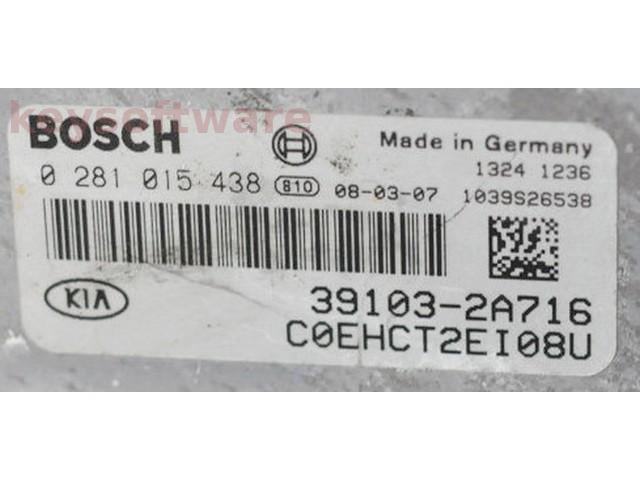 keysoftware
BOSCH Made in Germany
1324 1236
0 281 015 438 810 08-03-07 1039S26538
KIA 39103-2A716
C0EHCT2EI08U